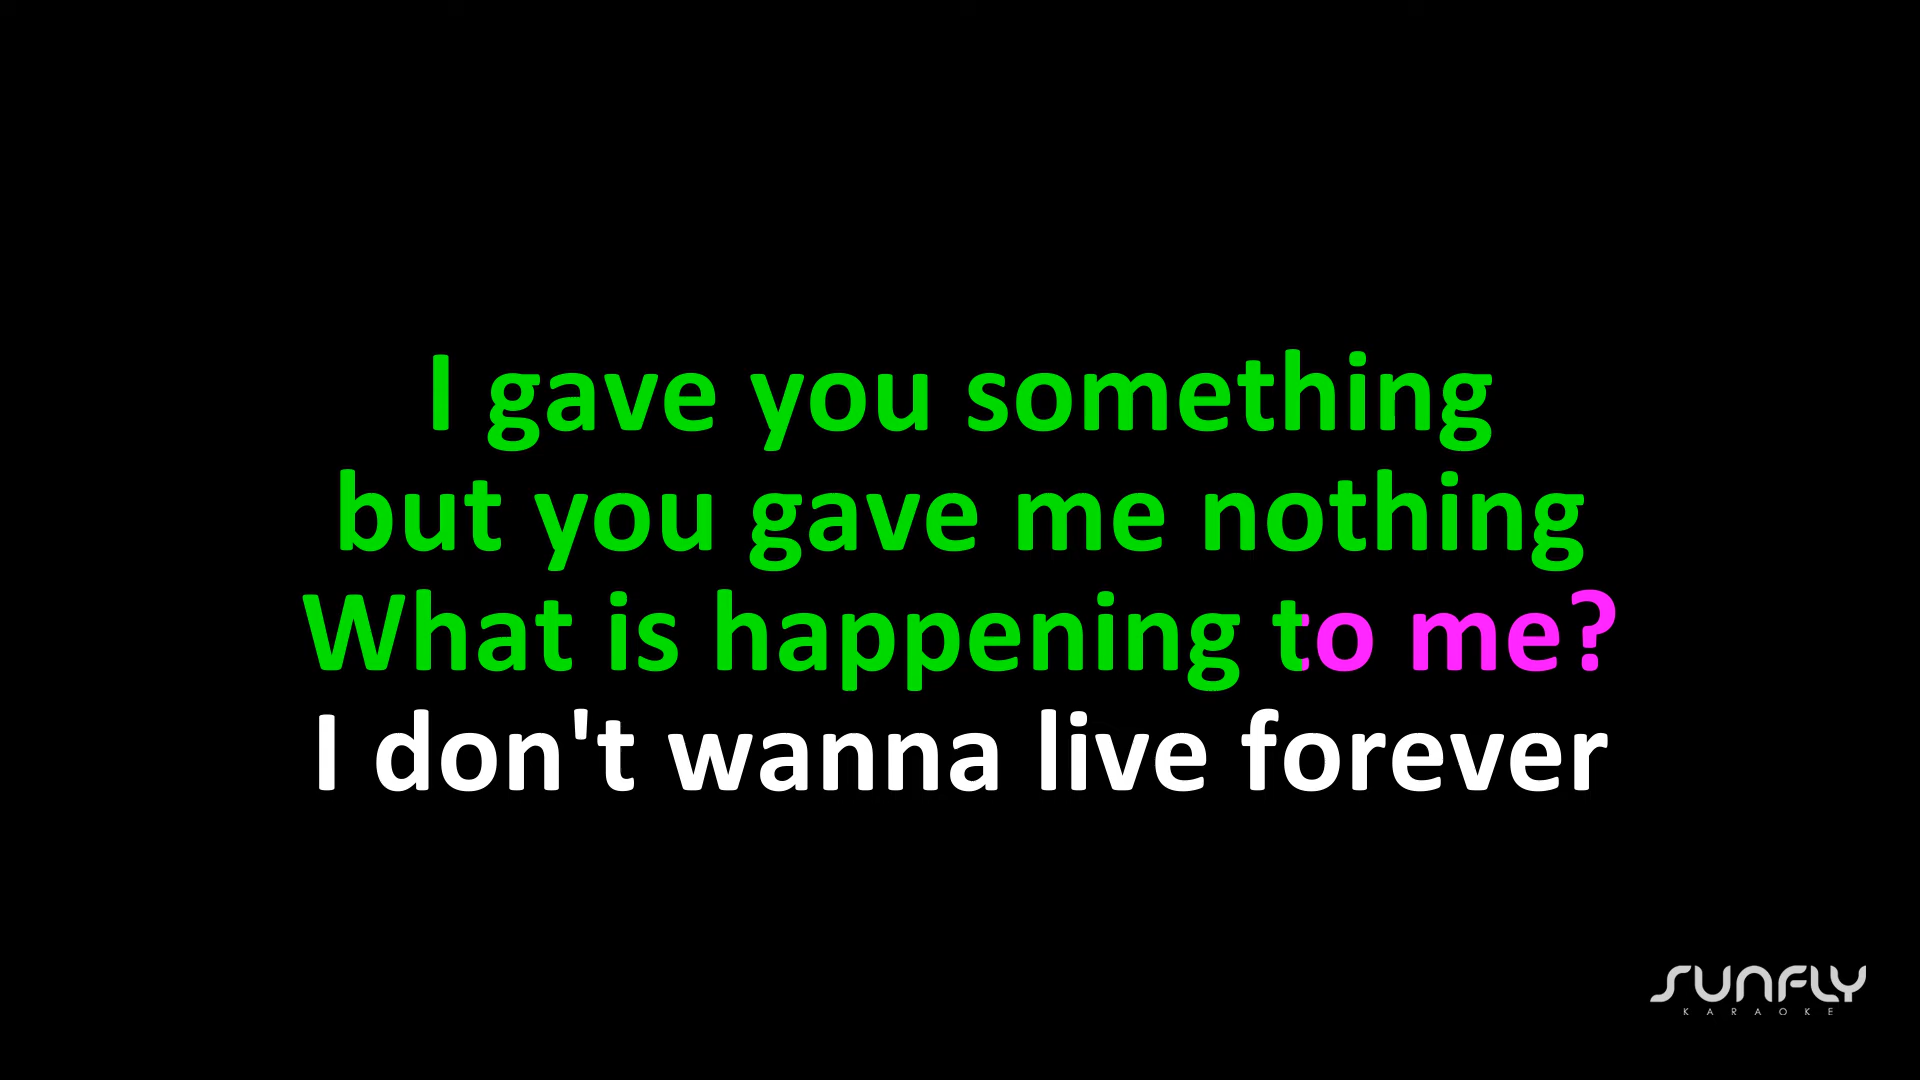 I gave you something
but you gave me nothing
What is happening to me?
I don't wanna live forever
SUNFLY
KARAOKE